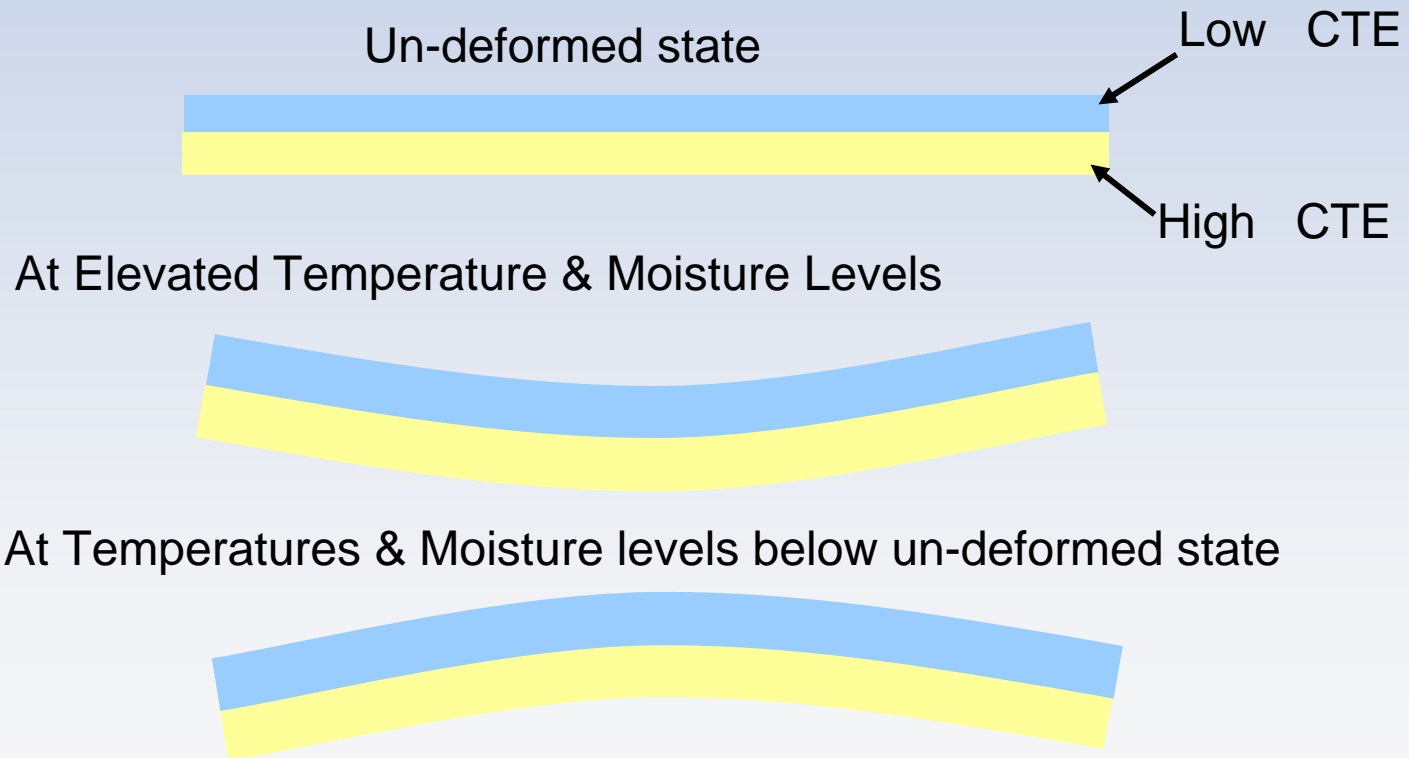 Low CTE
Un-deformed state
High CTE
At Elevated Temperature & Moisture Levels
At Temperatures & Moisture levels below un-deformed state